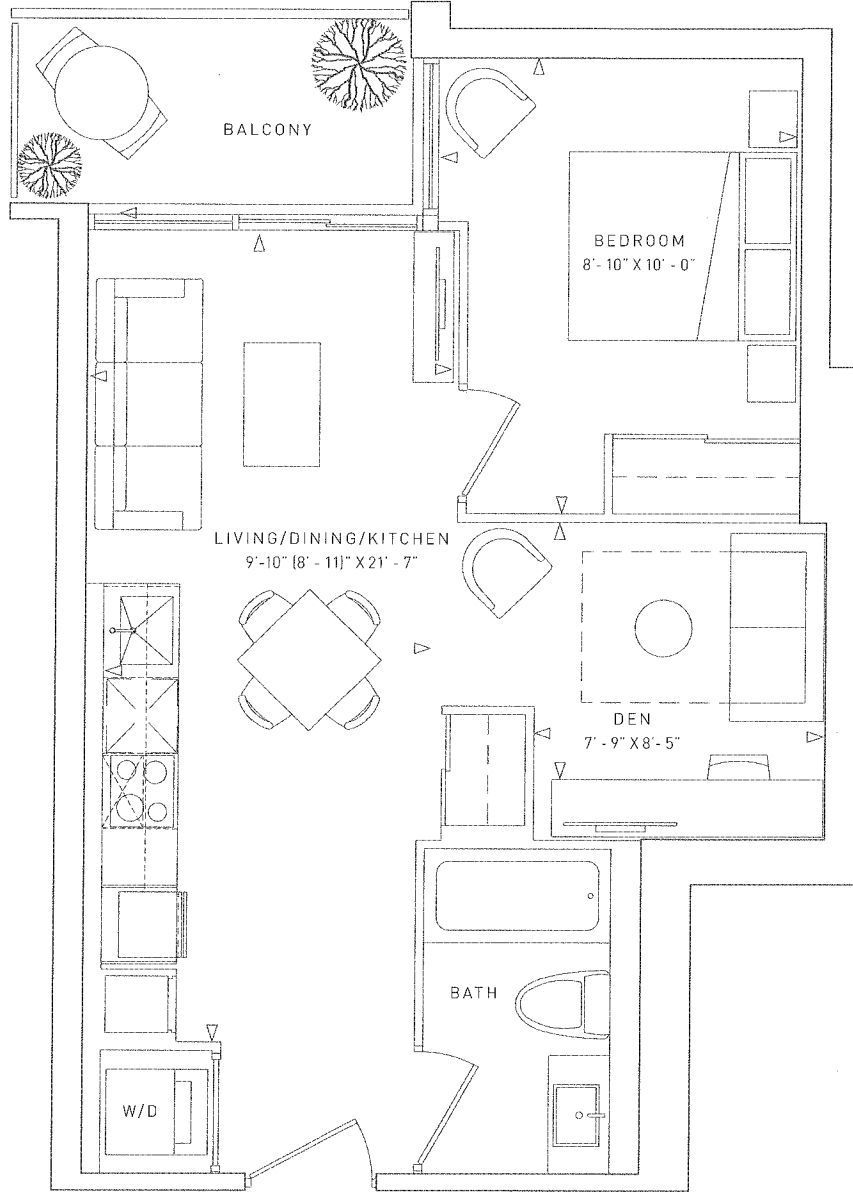 BALCONY
BEDROOM
8'-10" X 10'-0"
LIVING/DINING/KITCHEN
9'-10" (8'-11)" X 21'-7"
DEN
7'-9" X 8'-5"
BATH
W/D